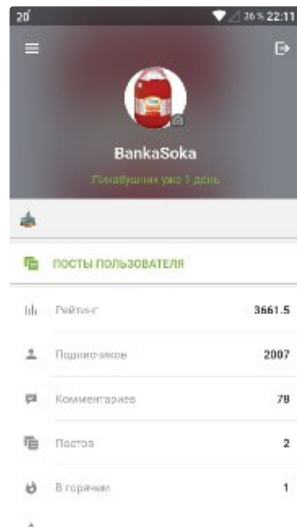 20°
26% 22:11
BankaSoka
Пикабушник уже 1 день
ПОСТЫ ПОЛЬЗОВАТЕЛЯ
Рейтинг 3661.5
Подписчиков 2007
Комментариев 78
Постов 2
В горячем 1